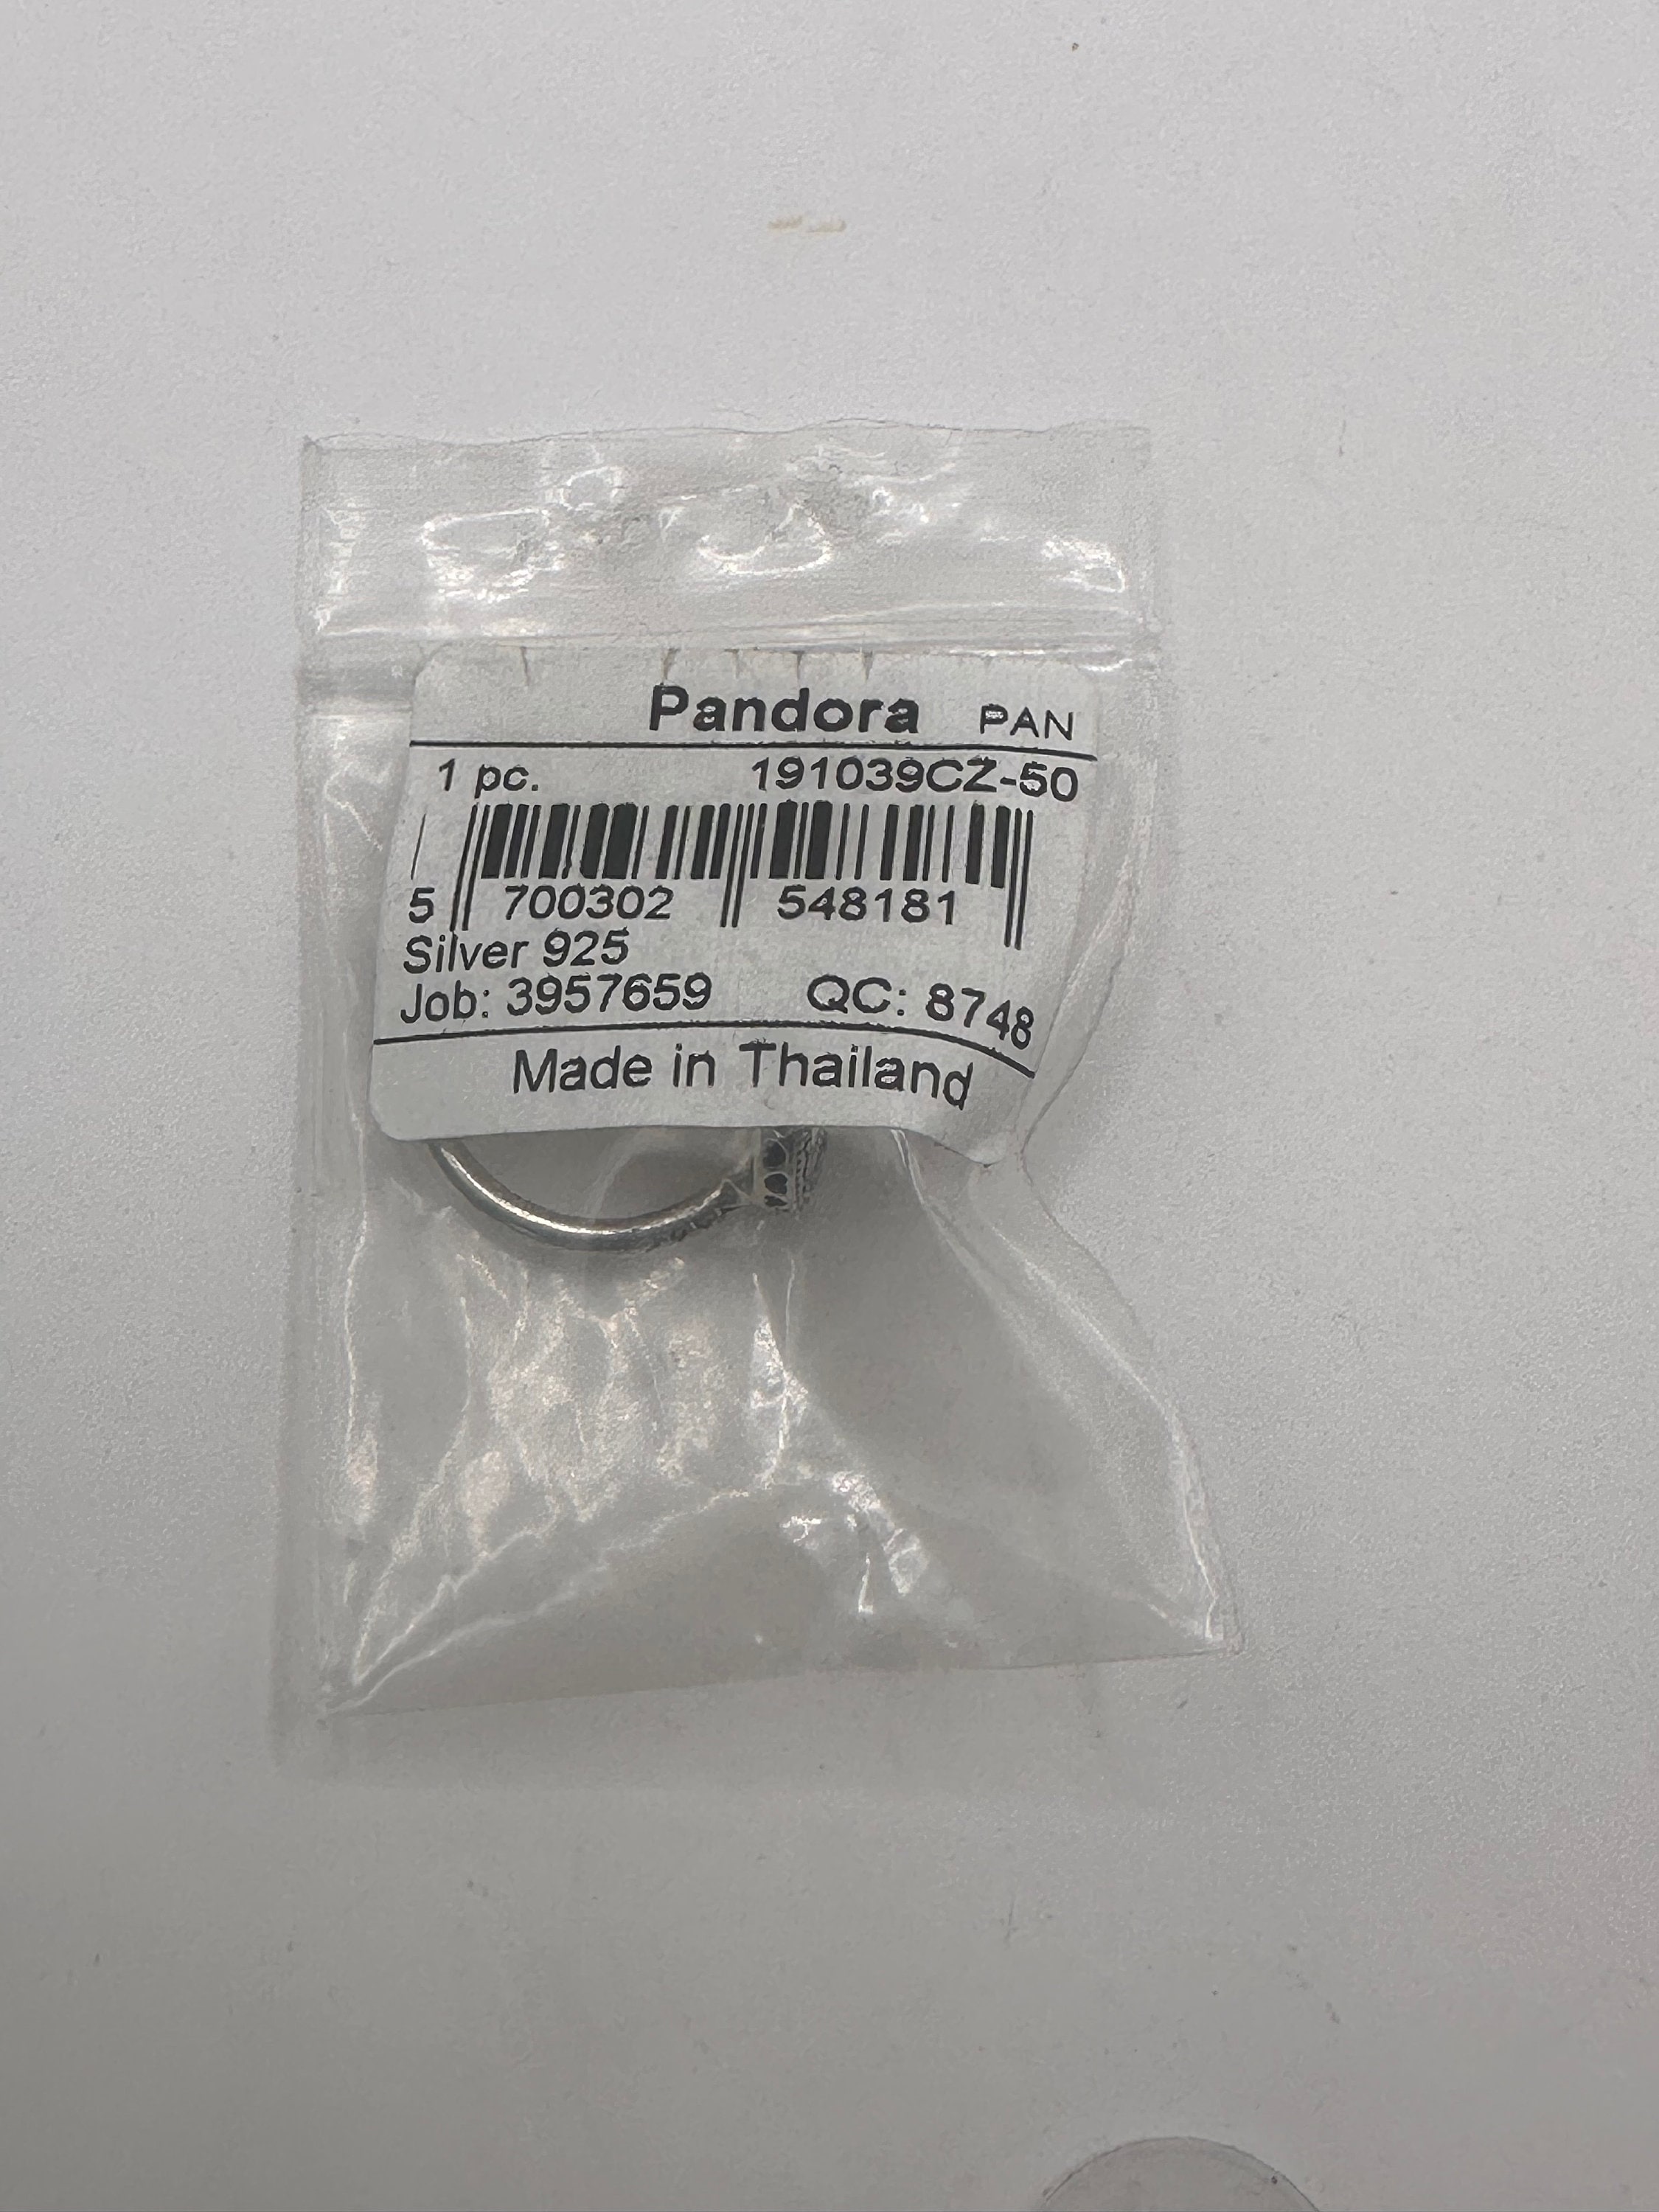 Pandora PAN
1 pc. 191039CZ-50
5 700302 548181
Silver 925
Job: 3957659 QC: 8748
Made in Thailand